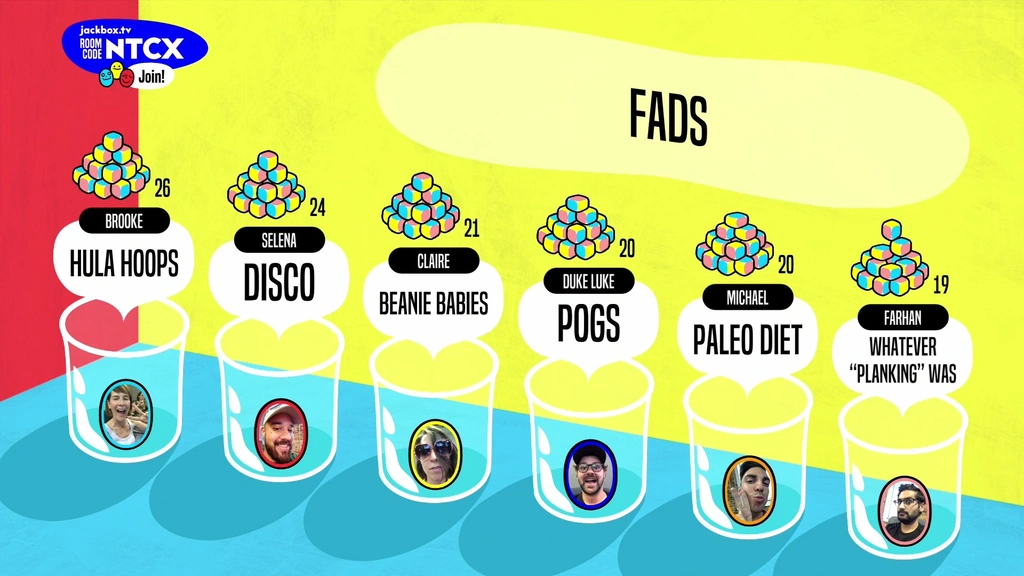 jackbox.tv
ROOM
CODE
NTCX
Join!
FADS
26
BROOKE
HULA HOOPS
24
SELENA
DISCO
21
CLAIRE
BEANIE BABIES
20
DUKE LUKE
POGS
20
MICHAEL
PALEO DIET
19
FARHAN
WHATEVER
“PLANKING” WAS